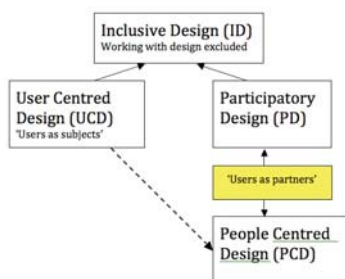 Inclusive Design (ID)
Working with design excluded
User Centred
Design (UCD)
'Users as subjects'
Participatory
Design (PD)
'Users as partners'
People Centred
Design (PCD)